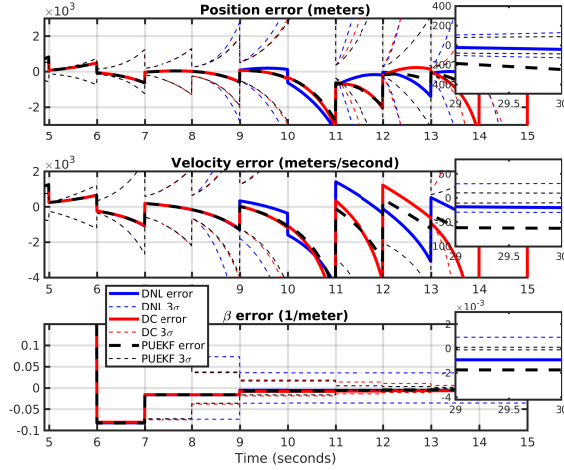 Position error (meters)
×10³
2
0
-2
5 6 7 8 9 10 11 12 13 14 15
400
200
0
200
400
29 29.5 30
Velocity error (meters/second)
×10³
2
0
-2
-4
5 6 7 8 9 10 11 12 13 14 15
50
0
50
100
29 29.5 30
β error (1/meter)
DNL error
DNL 3σ
DC error
DC 3σ
PUEKF error
PUEKF 3σ
0.1
0.05
0
-0.05
-0.1
5 6 7 8 9 10 11 12 13 14 15
×10⁻³
2
0
-2
-4
29 29.5 30
Time (seconds)